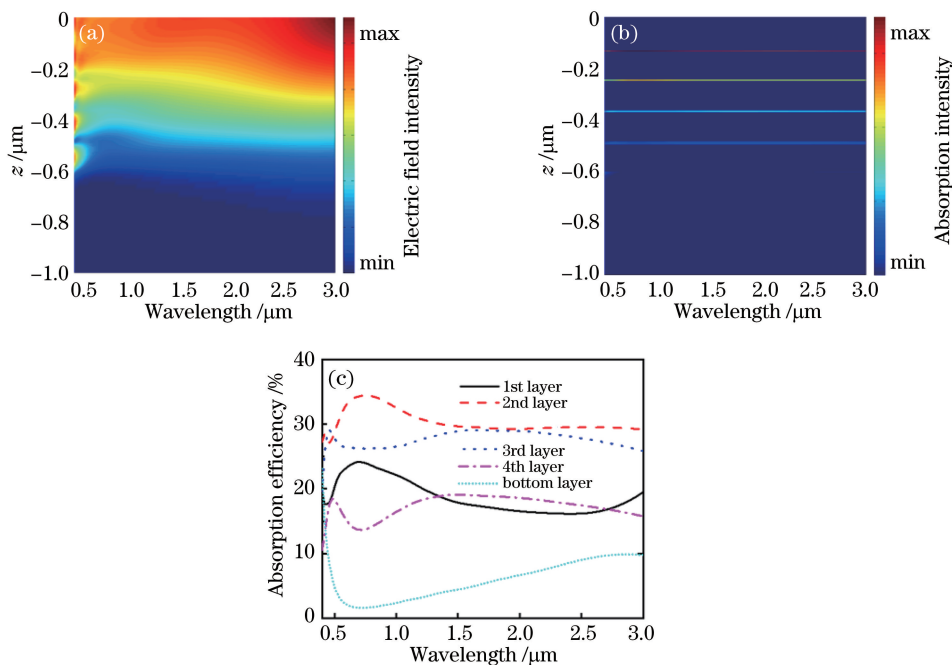 (a)
0
−0.2
−0.4
−0.6
−0.8
−1.0
z /μm
0.5 1.0 1.5 2.0 2.5 3.0
Wavelength /μm
max
min
Electric field intensity
(b)
0
−0.2
−0.4
−0.6
−0.8
−1.0
z /μm
0.5 1.0 1.5 2.0 2.5 3.0
Wavelength /μm
max
min
Absorption intensity
(c)
40
30
20
10
0
Absorption efficiency /%
1st layer
2nd layer
3rd layer
4th layer
bottom layer
0.5 1.0 1.5 2.0 2.5 3.0
Wavelength /μm